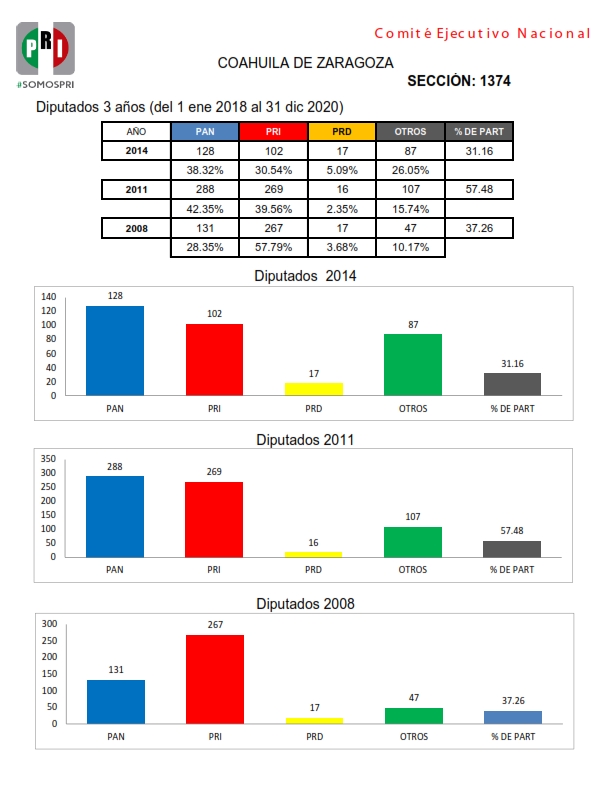 Comité Ejecutivo Nacional
PRI
#SOMOSPRI
COAHUILA DE ZARAGOZA
SECCIÓN: 1374
Diputados 3 años (del 1 ene 2018 al 31 dic 2020)
AÑO PAN PRI PRD OTROS % DE PART
2014 128 102 17 87 31.16
38.32% 30.54% 5.09% 26.05%
2011 288 269 16 107 57.48
42.35% 39.56% 2.35% 15.74%
2008 131 267 17 47 37.26
28.35% 57.79% 3.68% 10.17%
Diputados 2014
140
120
100
80
60
40
20
0
128
102
17
87
31.16
PAN PRI PRD OTROS % DE PART
Diputados 2011
350
300
250
200
150
100
50
0
288
269
16
107
57.48
PAN PRI PRD OTROS % DE PART
Diputados 2008
300
250
200
150
100
50
0
131
267
17
47
37.26
PAN PRI PRD OTROS % DE PART